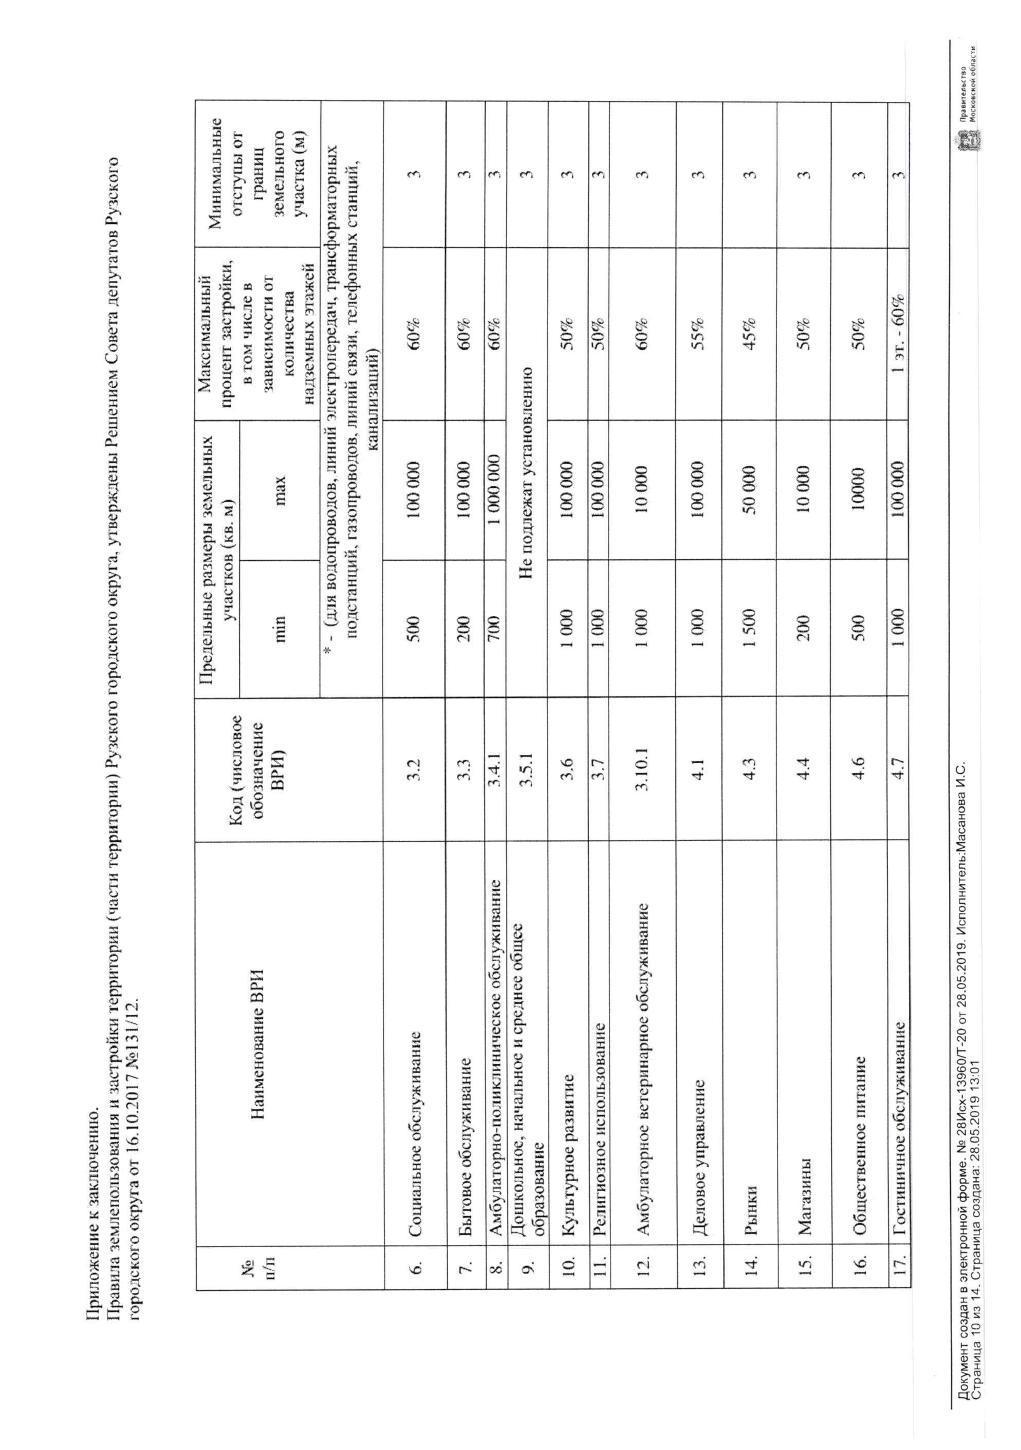 Приложение к заключению.
Правила землепользования и застройки территории (части территории) Рузского городского округа, утверждены Решением Совета депутатов Рузского
городского округа от 16.10.2017 №131/12.
№
п/п
Наименование ВРИ
Код (числовое
обозначение
ВРИ)
Предельные размеры земельных
участков (кв. м)
min
max
Максимальный
процент застройки,
в том числе в
зависимости от
количества
надземных этажей
Минимальные
отступы от
границ
земельного
участка (м)
* - (для водопроводов, линий электропередач, трансформаторных
подстанций, газопроводов, линий связи, телефонных станций,
канализаций)
6. Социальное обслуживание 3.2 500 100 000 60% 3
7. Бытовое обслуживание 3.3 200 100 000 60% 3
8. Амбулаторно-поликлиническое обслуживание 3.4.1 700 1 000 000 60% 3
9. Дошкольное, начальное и среднее общее
образование
3.5.1 Не подлежат установлению 3
10. Культурное развитие 3.6 1 000 100 000 50% 3
11. Религиозное использование 3.7 1 000 100 000 50% 3
12. Амбулаторное ветеринарное обслуживание 3.10.1 1 000 10 000 60% 3
13. Деловое управление 4.1 1 000 100 000 55% 3
14. Рынки 4.3 1 500 50 000 45% 3
15. Магазины 4.4 200 10 000 50% 3
16. Общественное питание 4.6 500 10000 50% 3
17. Гостиничное обслуживание 4.7 1 000 100 000 1 эт. - 60% 3
Документ создан в электронной форме. № 28Исх-13960/Т-20 от 28.05.2019. Исполнитель:Масанова И.С.
Страница 10 из 14. Страница создана: 28.05.2019 13:01
Правительство
Московской области